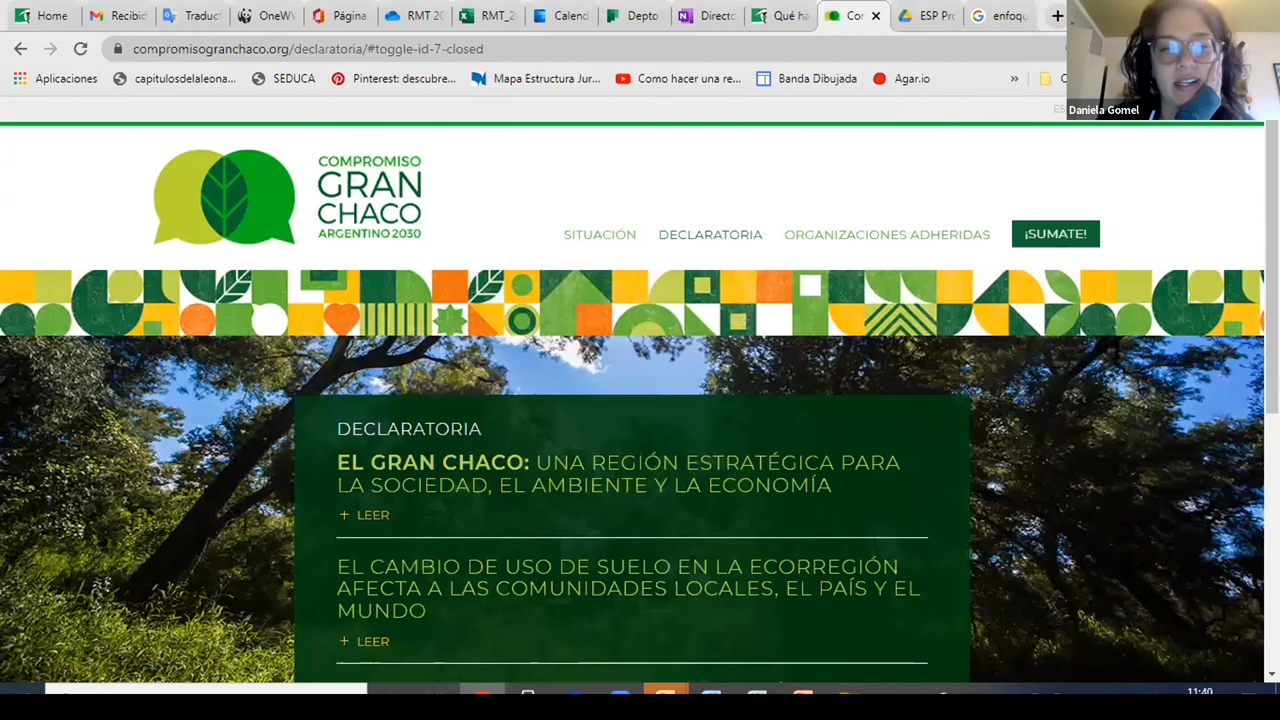 Home
Recibid
Traduc
OneW
Página
RMT 20
RMT_2
Calend
Depto
Directo
Qué ha
Cor
ESP Pro
enfoqu
compromisogranchaco.org/declaratoria/#toggle-id-7-closed
Aplicaciones
capitulosdelaleona...
SEDUCA
Pinterest: descubre...
Mapa Estructura Jur...
Como hacer una re...
Banda Dibujada
Agar.io
»
Daniela Gomel
COMPROMISO
GRAN
CHACO
ARGENTINO 2030
SITUACIÓN
DECLARATORIA
ORGANIZACIONES ADHERIDAS
¡SUMATE!
DECLARATORIA
EL GRAN CHACO: UNA REGIÓN ESTRATÉGICA PARA
LA SOCIEDAD, EL AMBIENTE Y LA ECONOMÍA
+ LEER
EL CAMBIO DE USO DE SUELO EN LA ECORREGIÓN
AFECTA A LAS COMUNIDADES LOCALES, EL PAÍS Y EL
MUNDO
+ LEER
11:40